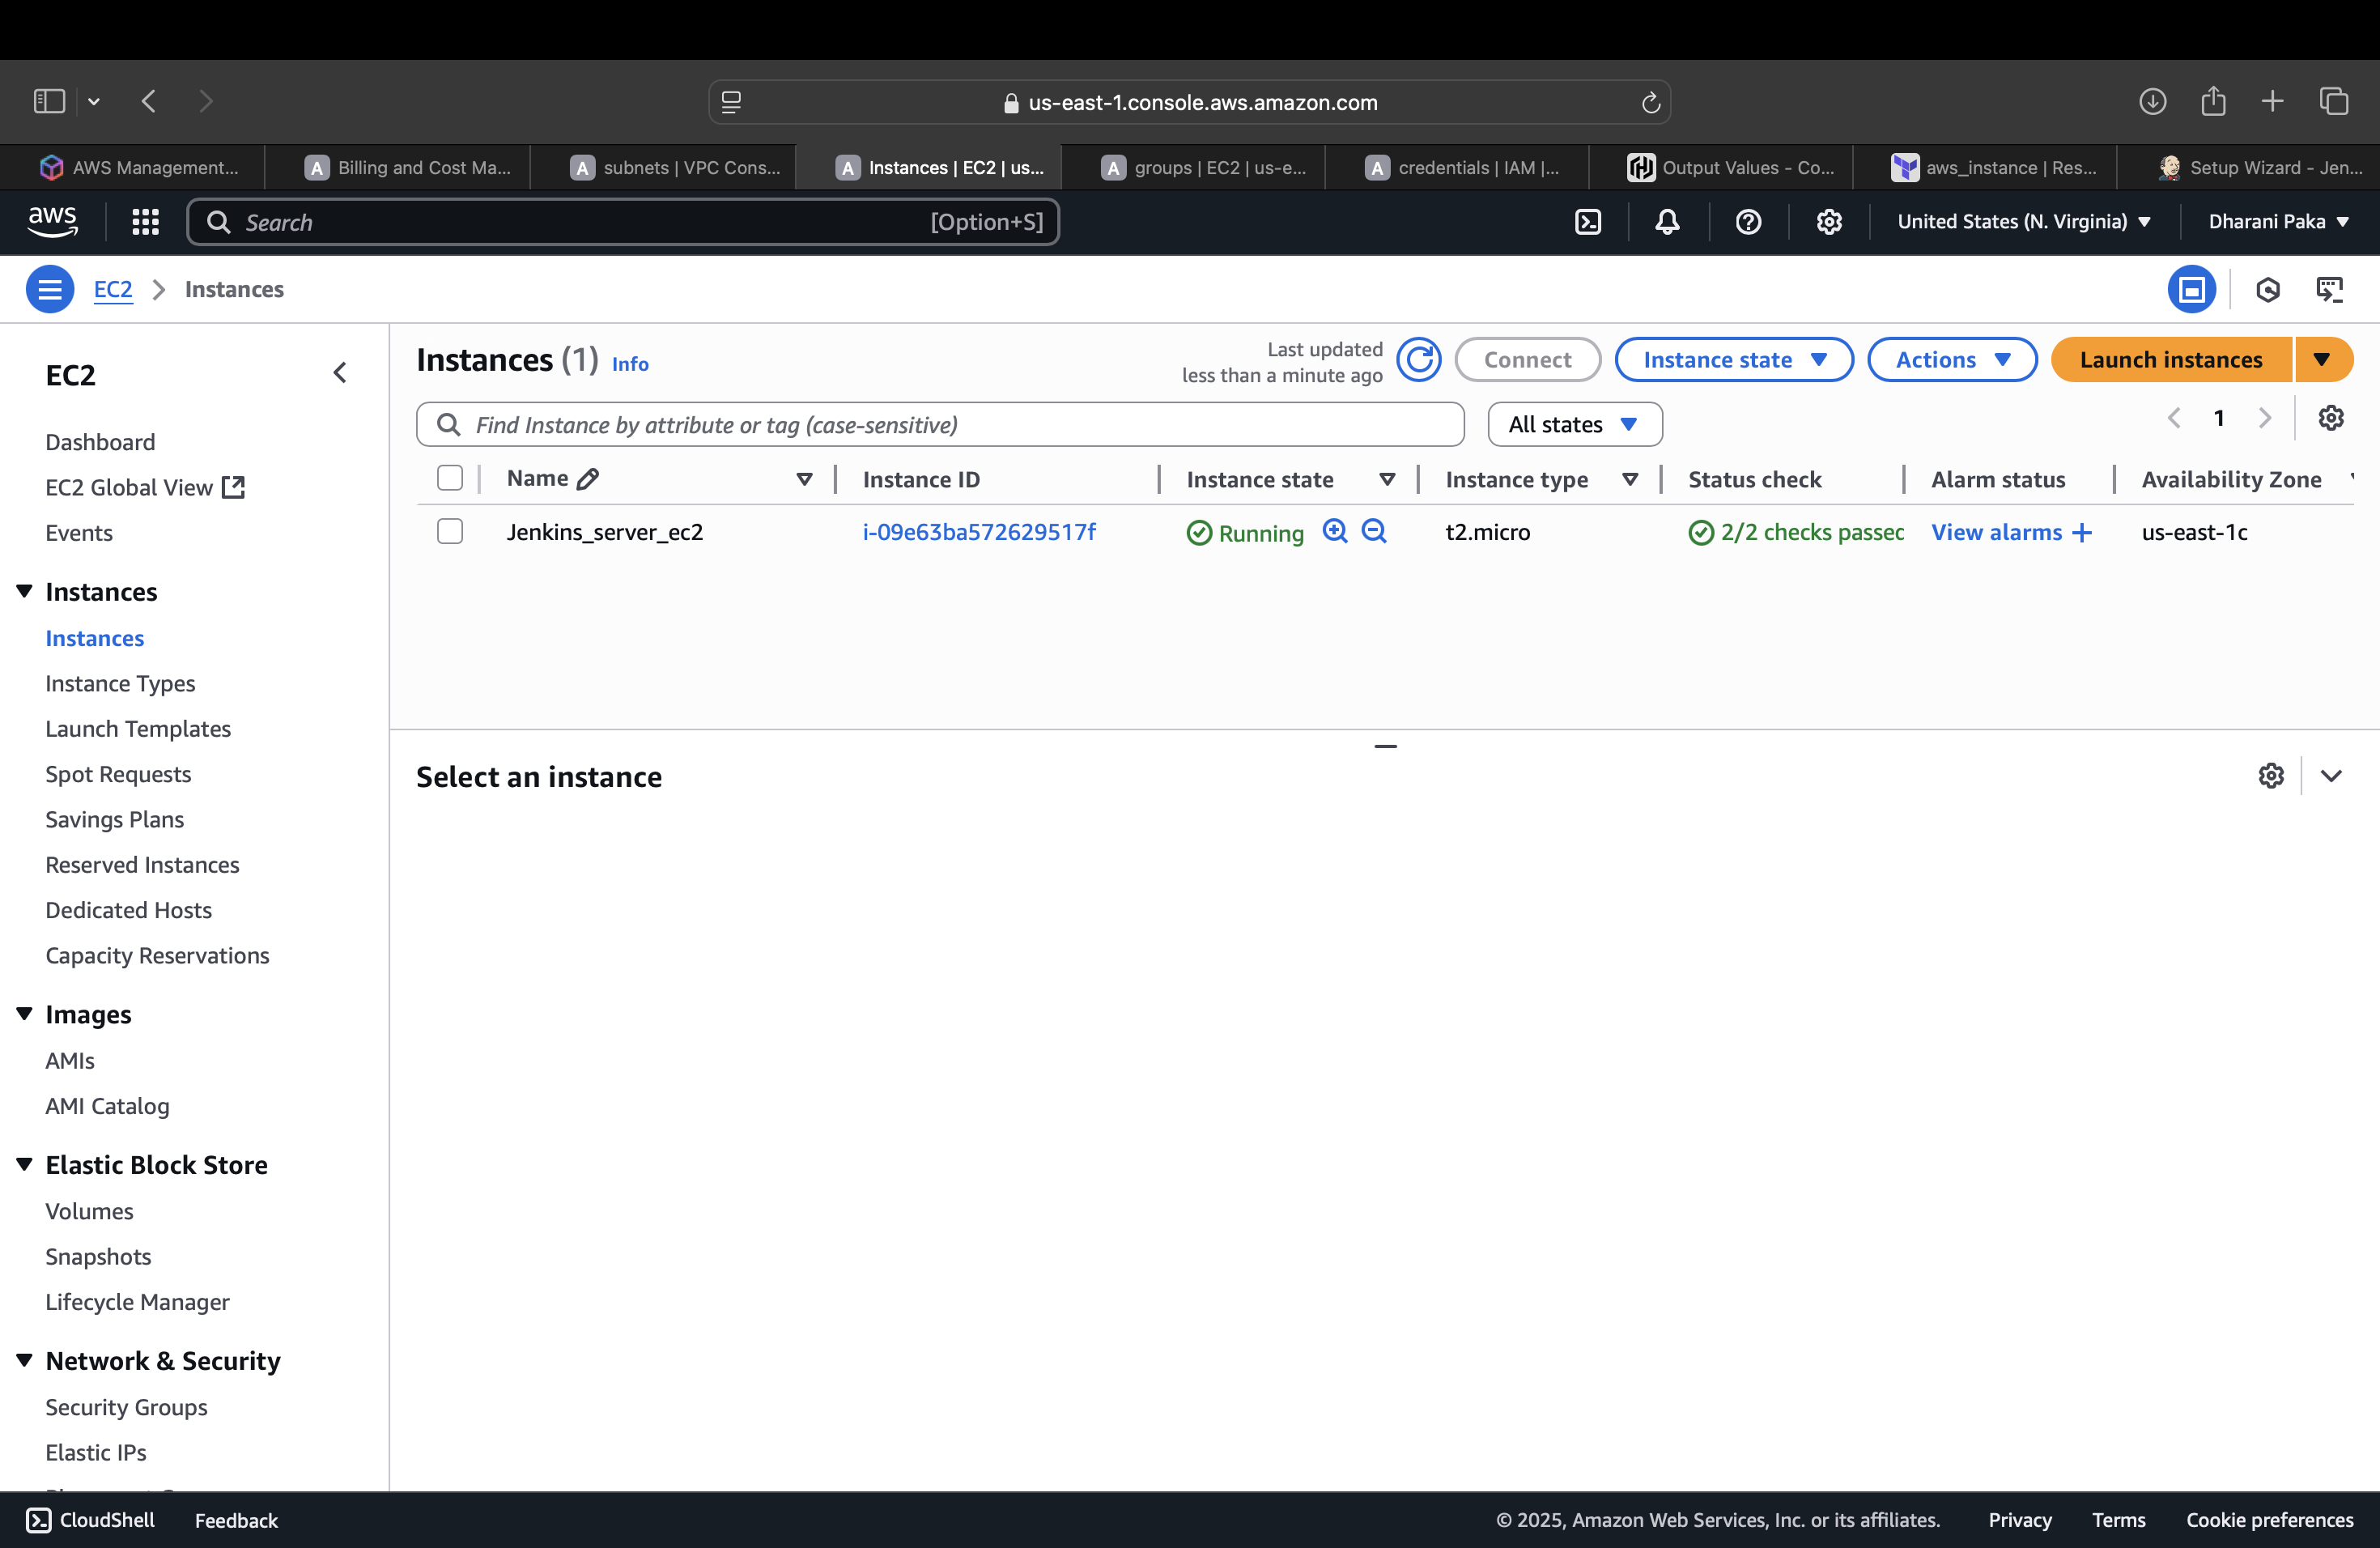 us-east-1.console.aws.amazon.com
AWS Management...
Billing and Cost Ma...
subnets | VPC Cons...
Instances | EC2 | us...
groups | EC2 | us-e...
credentials | IAM |...
Output Values - Co...
aws_instance | Res...
Setup Wizard - Jen...
aws
Search
[Option+S]
United States (N. Virginia)
Dharani Paka
EC2
Instances
EC2
Dashboard
EC2 Global View
Events
Instances
Instances
Instance Types
Launch Templates
Spot Requests
Savings Plans
Reserved Instances
Dedicated Hosts
Capacity Reservations
Images
AMIs
AMI Catalog
Elastic Block Store
Volumes
Snapshots
Lifecycle Manager
Network & Security
Security Groups
Elastic IPs
Instances (1) Info
Last updated
less than a minute ago
Connect
Instance state
Actions
Launch instances
Find Instance by attribute or tag (case-sensitive)
All states
1
Name
Instance ID
Instance state
Instance type
Status check
Alarm status
Availability Zone
Jenkins_server_ec2
i-09e63ba572629517f
Running
t2.micro
2/2 checks passec
View alarms +
us-east-1c
Select an instance
CloudShell
Feedback
© 2025, Amazon Web Services, Inc. or its affiliates.
Privacy
Terms
Cookie preferences